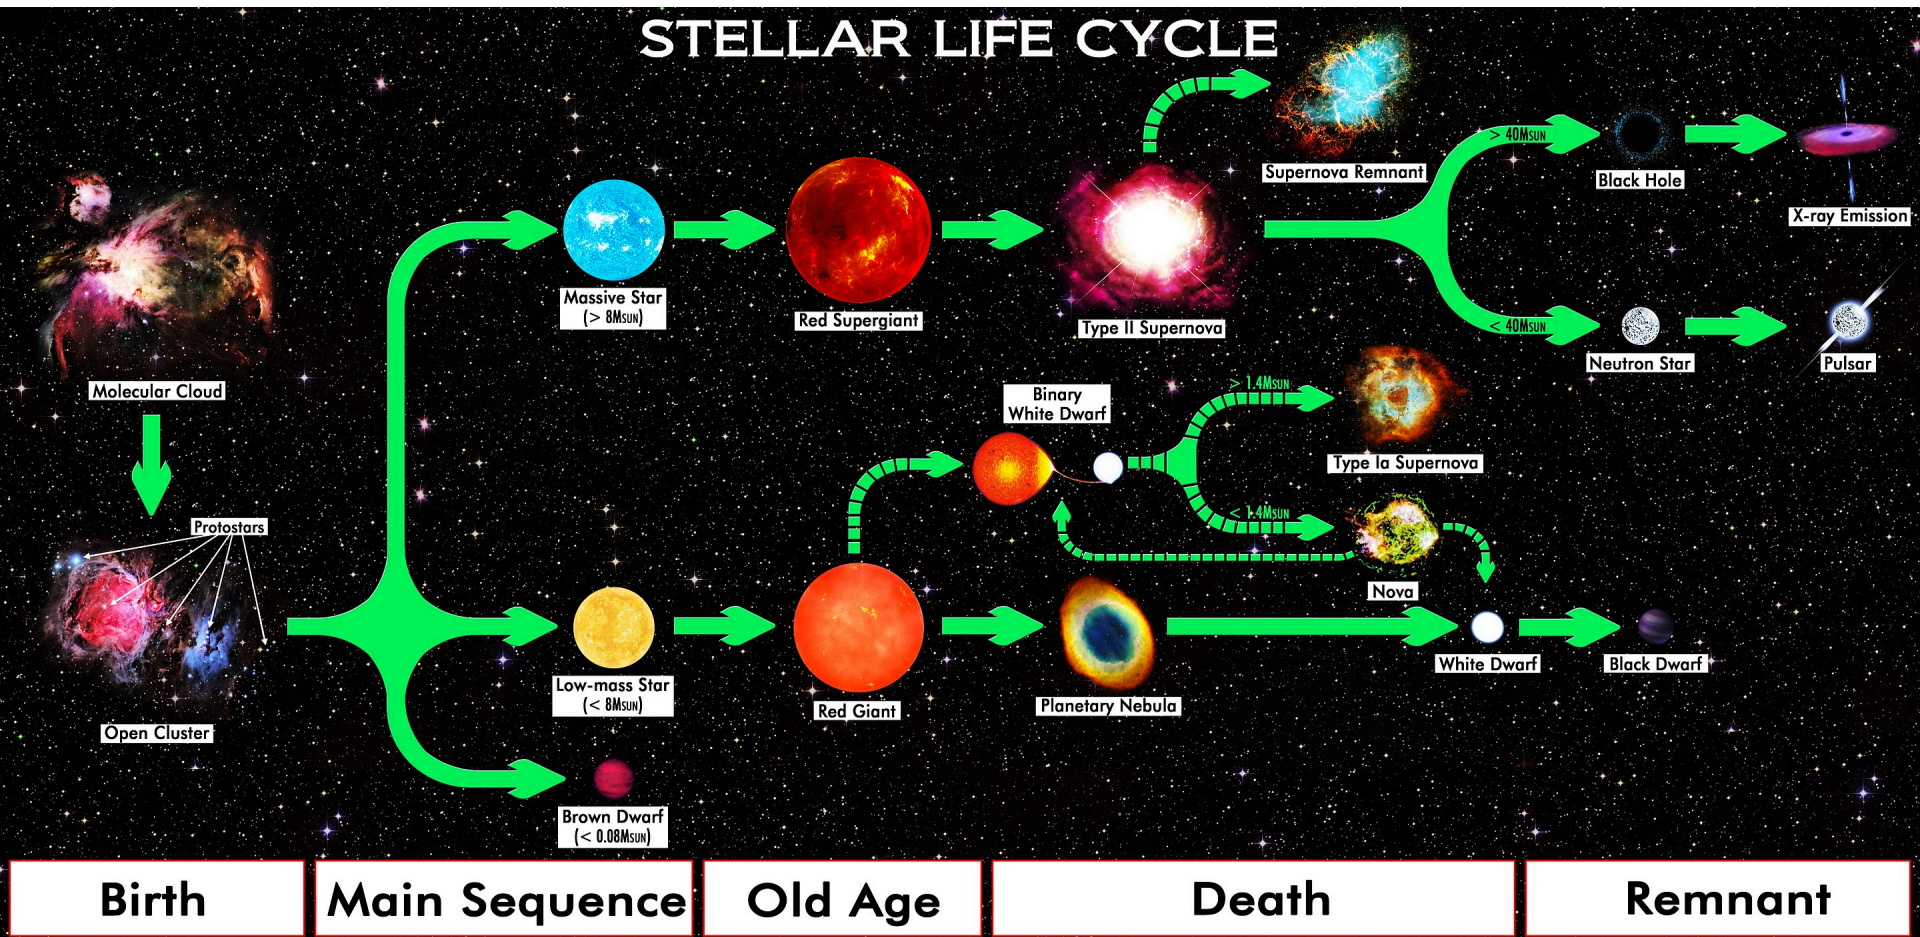 STELLAR LIFE CYCLE
Supernova Remnant
> 40MSUN
Black Hole
X-ray Emission
Massive Star
(> 8MSUN)
Red Supergiant
Type II Supernova
< 40MSUN
Neutron Star
Pulsar
Molecular Cloud
Binary
White Dwarf
> 1.4MSUN
Type Ia Supernova
< 1.4MSUN
Nova
Protostars
Open Cluster
Low-mass Star
(< 8MSUN)
Red Giant
Planetary Nebula
White Dwarf
Black Dwarf
Brown Dwarf
(< 0.08MSUN)
Birth
Main Sequence
Old Age
Death
Remnant